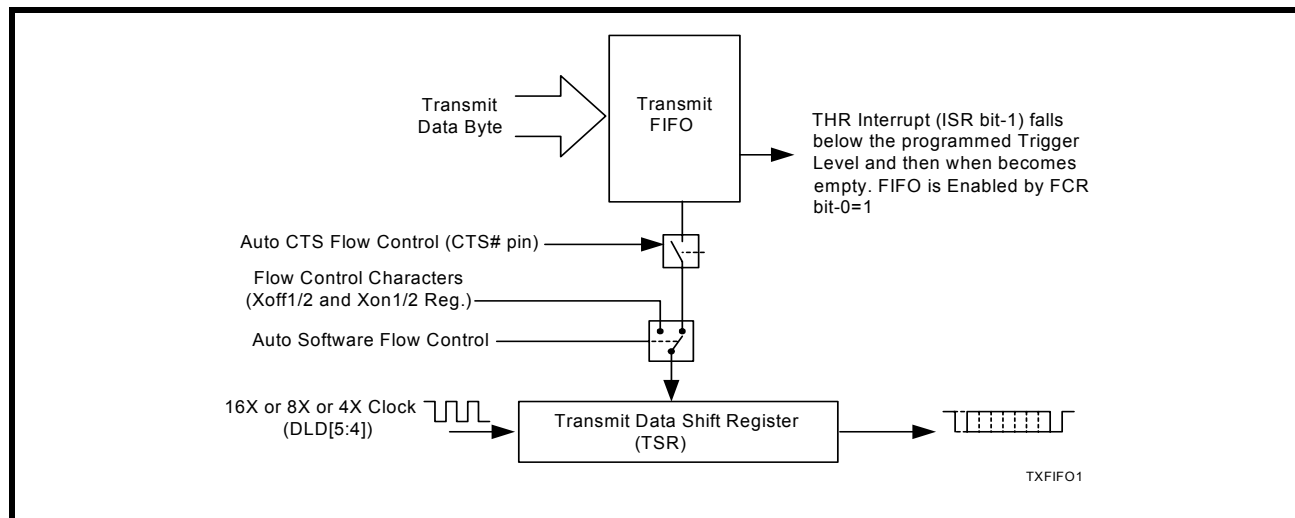 Transmit
Data Byte
Transmit
FIFO
THR Interrupt (ISR bit-1) falls
below the programmed Trigger
Level and then when becomes
empty. FIFO is Enabled by FCR
bit-0=1
Auto CTS Flow Control (CTS# pin)
Flow Control Characters
(Xoff1/2 and Xon1/2 Reg.)
Auto Software Flow Control
16X or 8X or 4X Clock
(DLD[5:4])
Transmit Data Shift Register
(TSR)
TXFIFO1